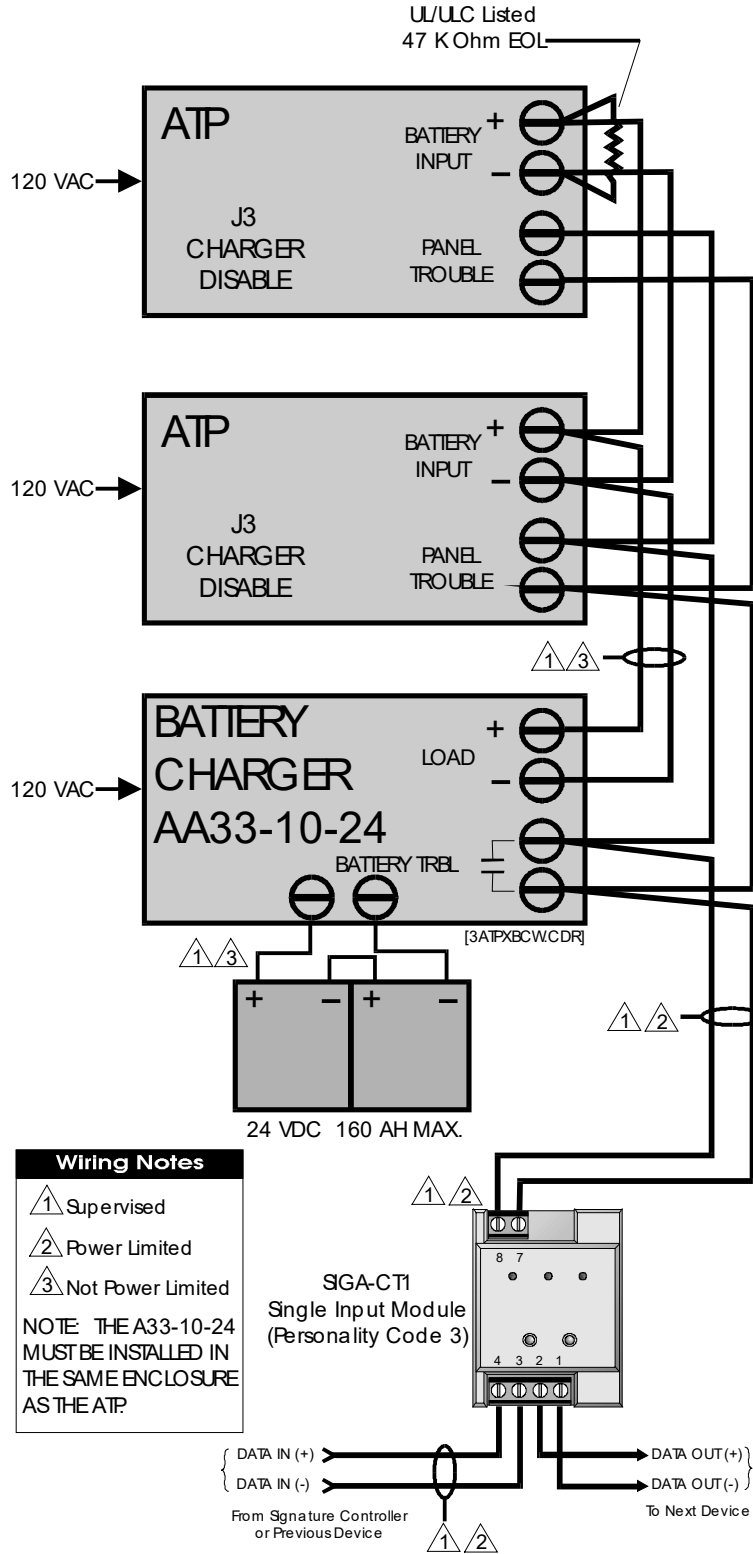 UL/ULC Listed
47 K Ohm EOL
ATP
BATTERY
INPUT
+
–
120 VAC
J3
CHARGER
DISABLE
PANEL
TROUBLE
ATP
BATTERY
INPUT
+
–
120 VAC
J3
CHARGER
DISABLE
PANEL
TROUBLE
1 3
BATTERY
CHARGER
AA33-10-24
LOAD
+
–
120 VAC
BATTERY TRBL
[3ATPXBCW.CDR]
1 3
+ – + –
24 VDC 160 AH MAX.
1 2
Wiring Notes
1 Supervised
2 Power Limited
3 Not Power Limited
NOTE: THE A33-10-24
MUST BE INSTALLED IN
THE SAME ENCLOSURE
AS THE ATP.
1 2
8 7
SIGA-CT1
Single Input Module
(Personality Code 3)
4 3 2 1
DATA IN (+)
DATA IN (-)
From Signature Controller
or Previous Device
1 2
DATA OUT (+)
DATA OUT (-)
To Next Device